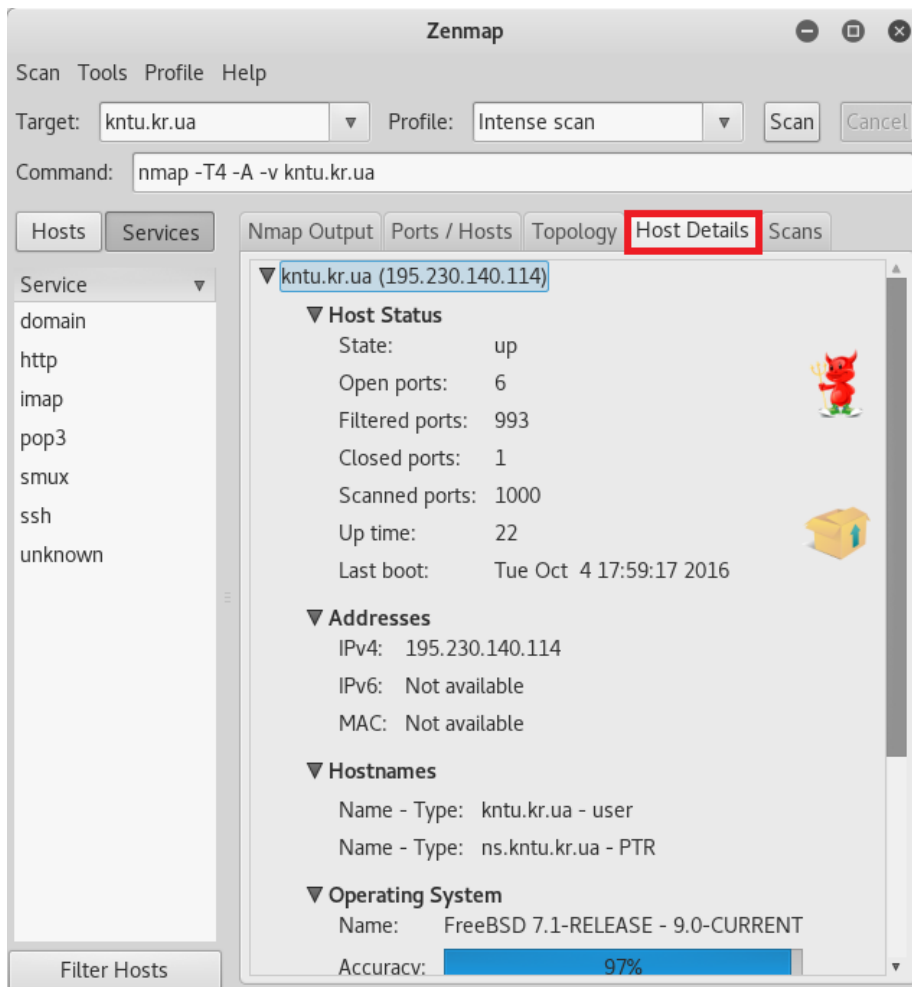 Zenmap
Scan Tools Profile Help
Target: kntu.kr.ua Profile: Intense scan Scan Cancel
Command: nmap -T4 -A -v kntu.kr.ua
Hosts Services
Nmap Output Ports / Hosts Topology Host Details Scans
Service
domain
http
imap
pop3
smux
ssh
unknown
Filter Hosts
kntu.kr.ua (195.230.140.114)
Host Status
State: up
Open ports: 6
Filtered ports: 993
Closed ports: 1
Scanned ports: 1000
Up time: 22
Last boot: Tue Oct 4 17:59:17 2016
Addresses
IPv4: 195.230.140.114
IPv6: Not available
MAC: Not available
Hostnames
Name - Type: kntu.kr.ua - user
Name - Type: ns.kntu.kr.ua - PTR
Operating System
Name: FreeBSD 7.1-RELEASE - 9.0-CURRENT
Accuracy: 97%